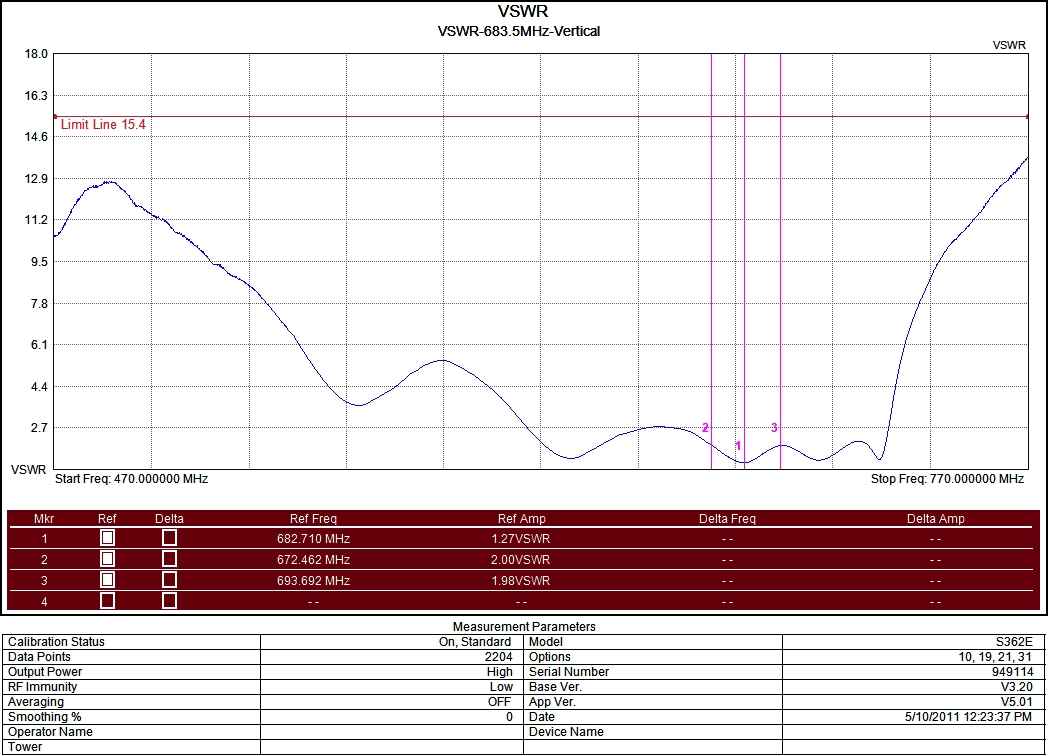 VSWR
VSWR-683.5MHz-Vertical
VSWR
18.0
16.3
Limit Line 15.4
14.6
12.9
11.2
9.5
7.8
6.1
4.4
2.7
2
3
1
VSWR
Start Freq: 470.000000 MHz Stop Freq: 770.000000 MHz
Mkr Ref Delta Ref Freq Ref Amp Delta Freq Delta Amp
1 682.710 MHz 1.27VSWR -- --
2 672.462 MHz 2.00VSWR -- --
3 693.692 MHz 1.98VSWR -- --
4 -- -- -- --
Measurement Parameters
Calibration Status On, Standard Model S362E
Data Points 2204 Options 10, 19, 21, 31
Output Power High Serial Number 949114
RF Immunity Low Base Ver. V3.20
Averaging OFF App Ver. V5.01
Smoothing % 0 Date 5/10/2011 12:23:37 PM
Operator Name Device Name
Tower